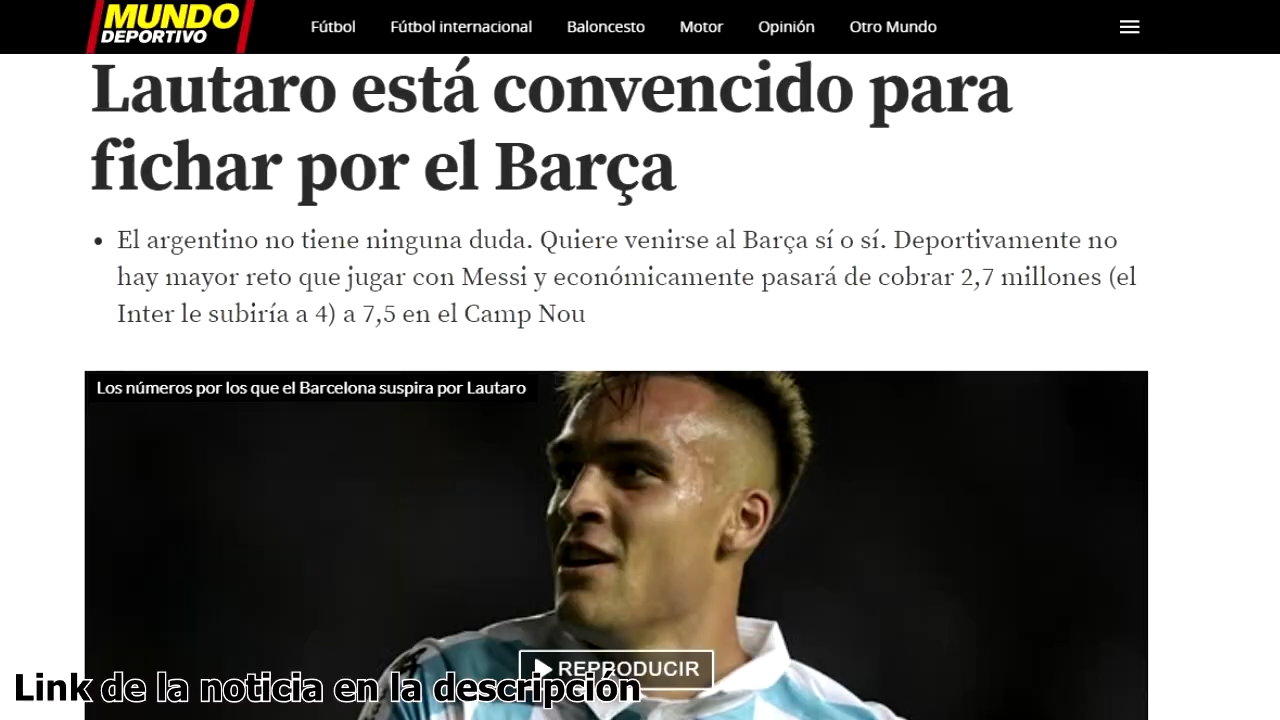 MUNDO
DEPORTIVO
Fútbol Fútbol internacional Baloncesto Motor Opinión Otro Mundo
Lautaro está convencido para
fichar por el Barça
• El argentino no tiene ninguna duda. Quiere venirse al Barça sí o sí. Deportivamente no
hay mayor reto que jugar con Messi y económicamente pasará de cobrar 2,7 millones (el
Inter le subiría a 4) a 7,5 en el Camp Nou
Los números por los que el Barcelona suspira por Lautaro
REPRODUCIR
Link de la noticia en la descripción